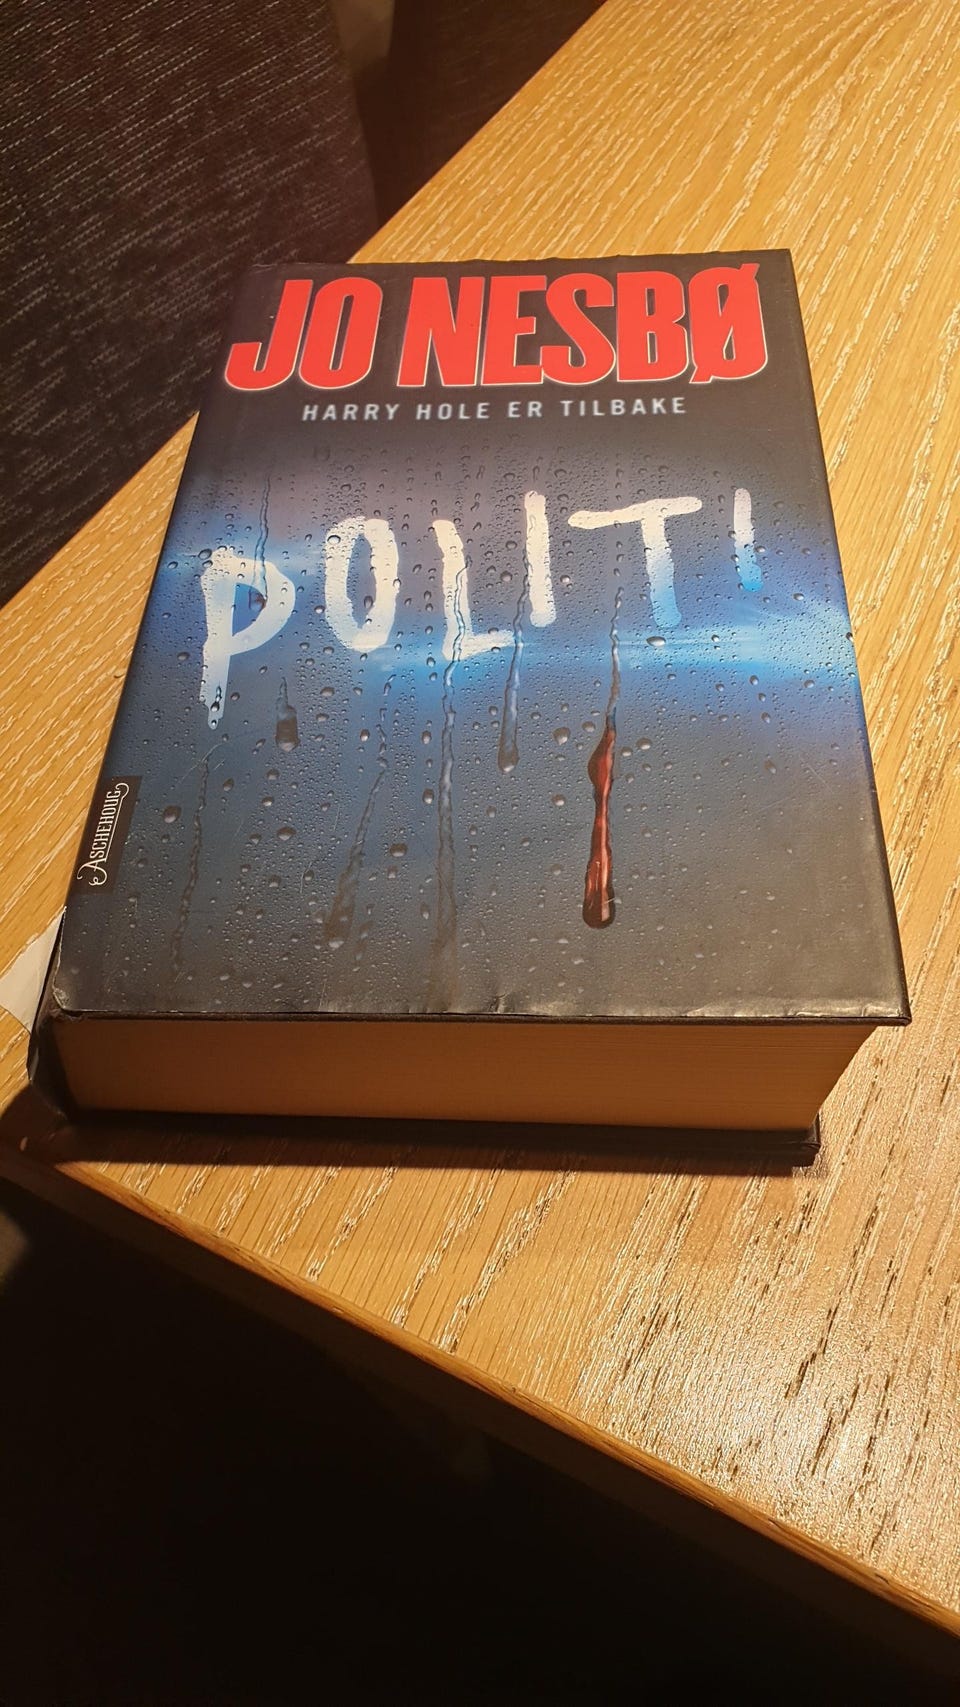 JO NESBØ
HARRY HOLE ER TILBAKE
POLITI
ASCHEHOUG